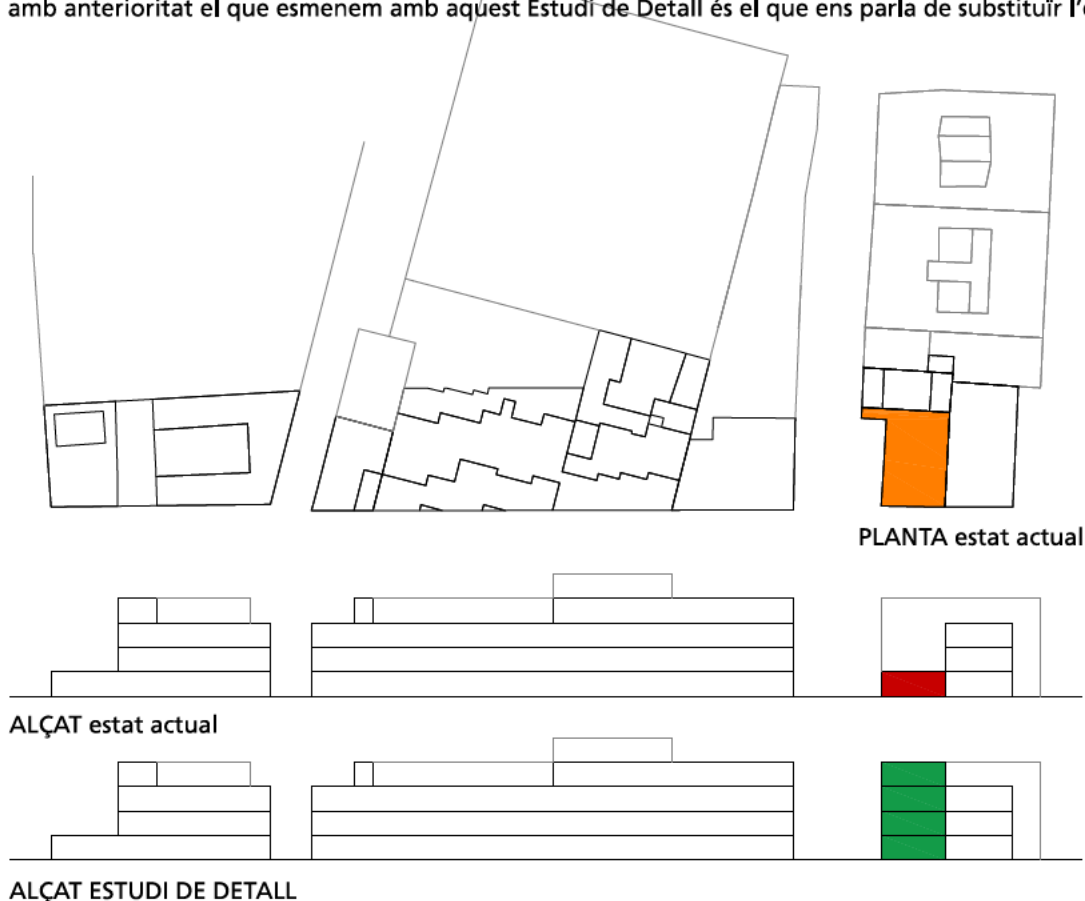 amb anterioritat el que esmenem amb aquest Estudi de Detall és el que ens parla de substituïr
PLANTA estat actual
ALÇAT estat actual
ALÇAT ESTUDI DE DETALL